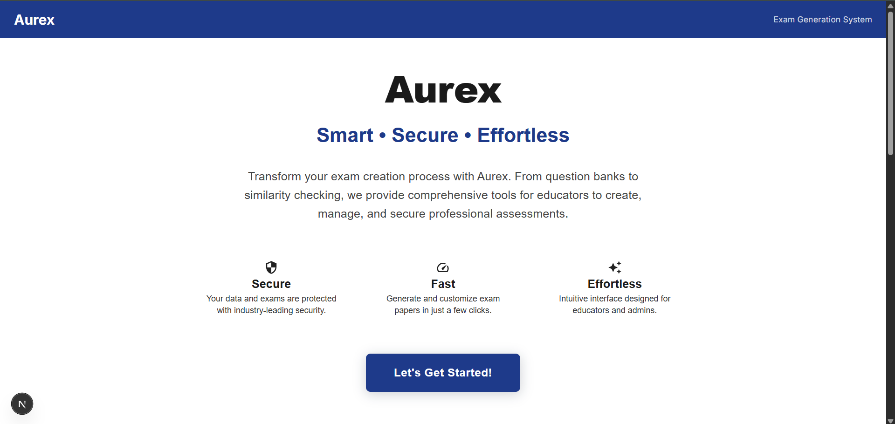 Aurex
Exam Generation System
Aurex
Smart • Secure • Effortless
Transform your exam creation process with Aurex. From question banks to
similarity checking, we provide comprehensive tools for educators to create,
manage, and secure professional assessments.
Secure
Your data and exams are protected
with industry-leading security.
Fast
Generate and customize exam
papers in just a few clicks.
Effortless
Intuitive interface designed for
educators and admins.
Let's Get Started!
N